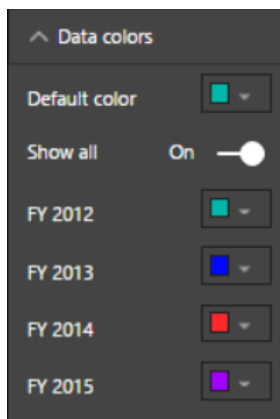 Data colors
Default color
Show all On
FY 2012
FY 2013
FY 2014
FY 2015